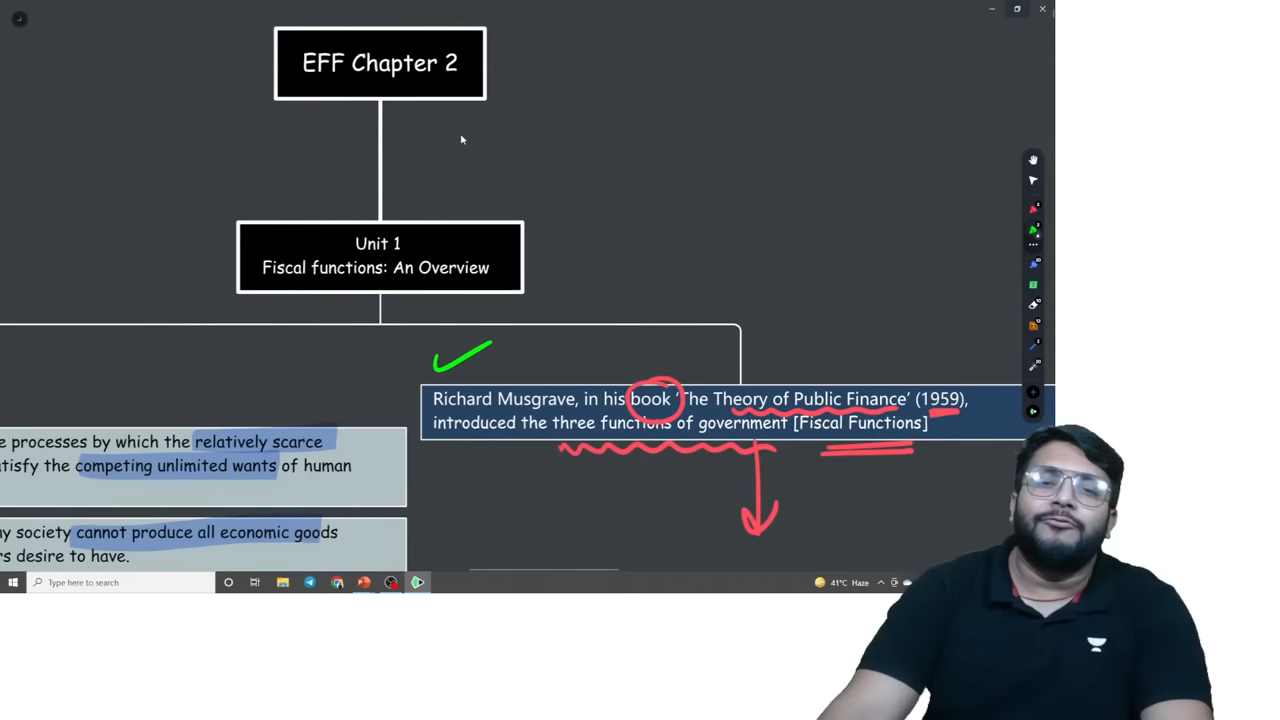 EFF Chapter 2
Unit 1
Fiscal functions: An Overview
Richard Musgrave, in his book 'The Theory of Public Finance' (1959),
introduced the three functions of government [Fiscal Functions]
e processes by which the relatively scarce
atisfy the competing unlimited wants of human
ny society cannot produce all economic goods
rs desire to have.
Type here to search
41°C Haze